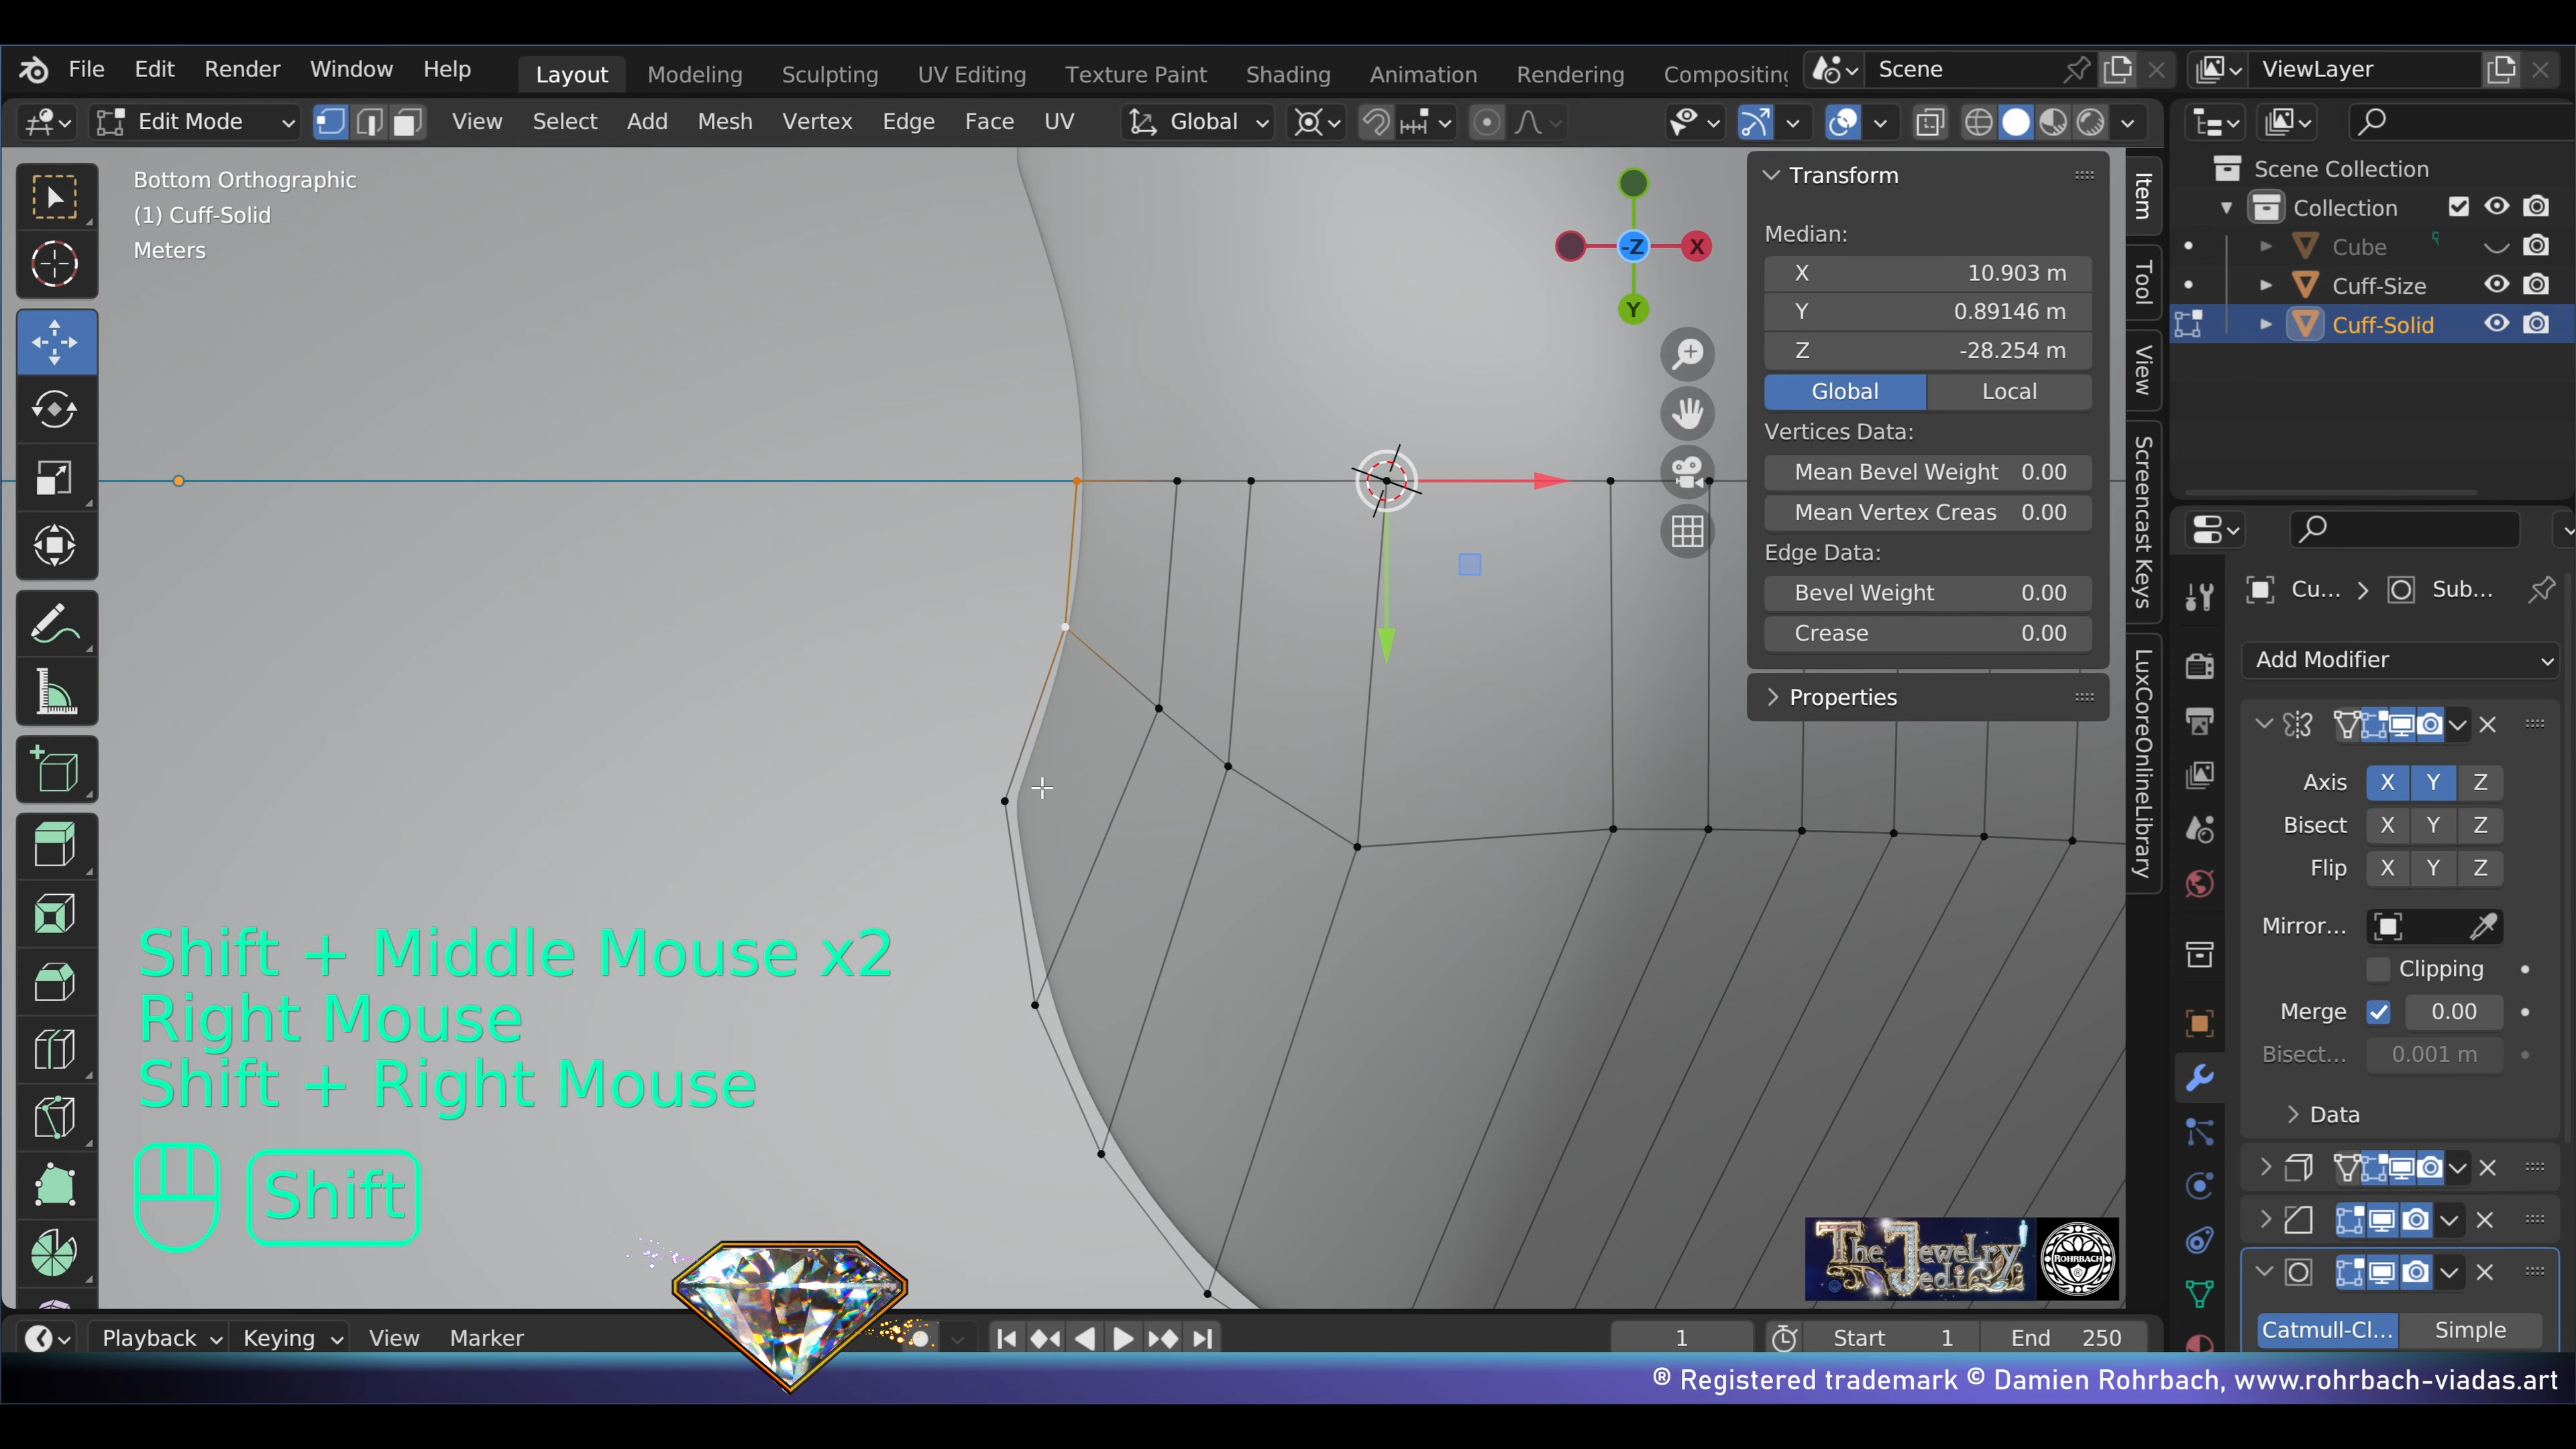 File Edit Render Window Help Layout Modeling Sculpting UV Editing Texture Paint Shading Animation Rendering Compositing Scene ViewLayer
Edit Mode View Select Add Mesh Vertex Edge Face UV Global
Bottom Orthographic
(1) Cuff-Solid
Meters
X
-Z
Y
Transform
Median:
X 10.903 m
Y 0.89146 m
Z -28.254 m
Global Local
Vertices Data:
Mean Bevel Weight 0.00
Mean Vertex Creas 0.00
Edge Data:
Bevel Weight 0.00
Crease 0.00
Properties
Item
Tool
View
Screencast Keys
LuxCoreOnlineLibrary
Scene Collection
Collection
Cube
Cuff-Size
Cuff-Solid
Cu... Sub...
Add Modifier
Axis X Y Z
Bisect X Y Z
Flip X Y Z
Mirror...
Clipping
Merge 0.00
Bisect... 0.001 m
Data
Catmull-Cl... Simple
Shift + Middle Mouse x2
Right Mouse
Shift + Right Mouse
Shift
The Jewelry Jedi
ROHRBACH
Playback Keying View Marker 1 Start 1 End 250
® Registered trademark © Damien Rohrbach, www.rohrbach-viadas.art